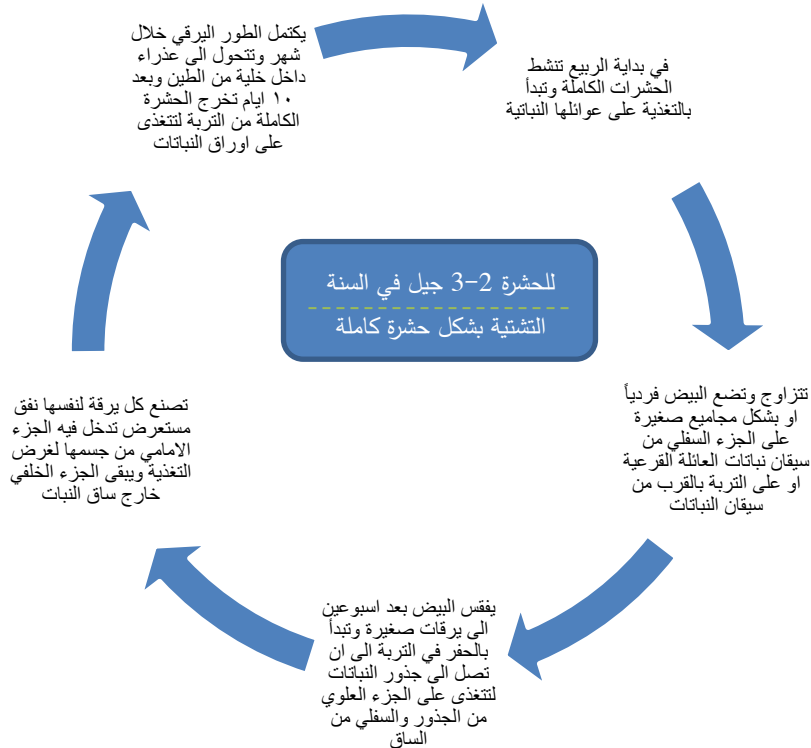 في بداية الربيع تنشط
الحشرات الكاملة وتبدأ
بالتغذية على عوائلها النباتية
تتزاوج وتضع البيض فردياً
او بشكل مجاميع صغيرة
على الجزء السفلي من
سيقان نباتات العائلة القرعية
او على التربة بالقرب من
سيقان النباتات
يفقس البيض بعد اسبوعين
الى يرقات صغيرة وتبدأ
بالحفر في التربة الى ان
تصل الى جذور النباتات
لتتغذى على الجزء العلوي
من الجذور والسفلي من
الساق
تصنع كل يرقة لنفسها نفق
مستعرض تدخل فيه الجزء
الامامي من جسمها لغرض
التغذية ويبقى الجزء الخلفي
خارج ساق النبات
يكتمل الطور اليرقي خلال
شهر وتتحول الى عذراء
داخل خلية من الطين وبعد
١٠ ايام تخرج الحشرة
الكاملة من التربة لتتغذى
على اوراق النباتات
للحشرة 2-3 جيل في السنة
التشتية بشكل حشرة كاملة